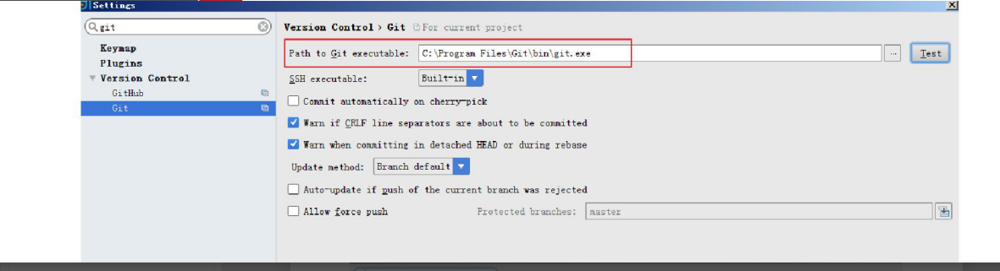 Settings
git
Keymap
Plugins
Version Control
GitHub
Git
Version Control › Git For current project
Path to Git executable: C:\Program Files\Git\bin\git.exe ... Test
SSH executable: Built-in
Commit automatically on cherry-pick
Warn if CRLF line separators are about to be committed
Warn when committing in detached HEAD or during rebase
Update method: Branch default
Auto-update if push of the current branch was rejected
Allow force push Protected branches: master